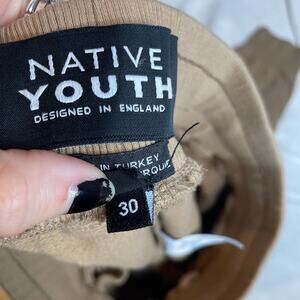 NATIVE
YOUTH
DESIGNED IN ENGLAND
IN TURKEY
30